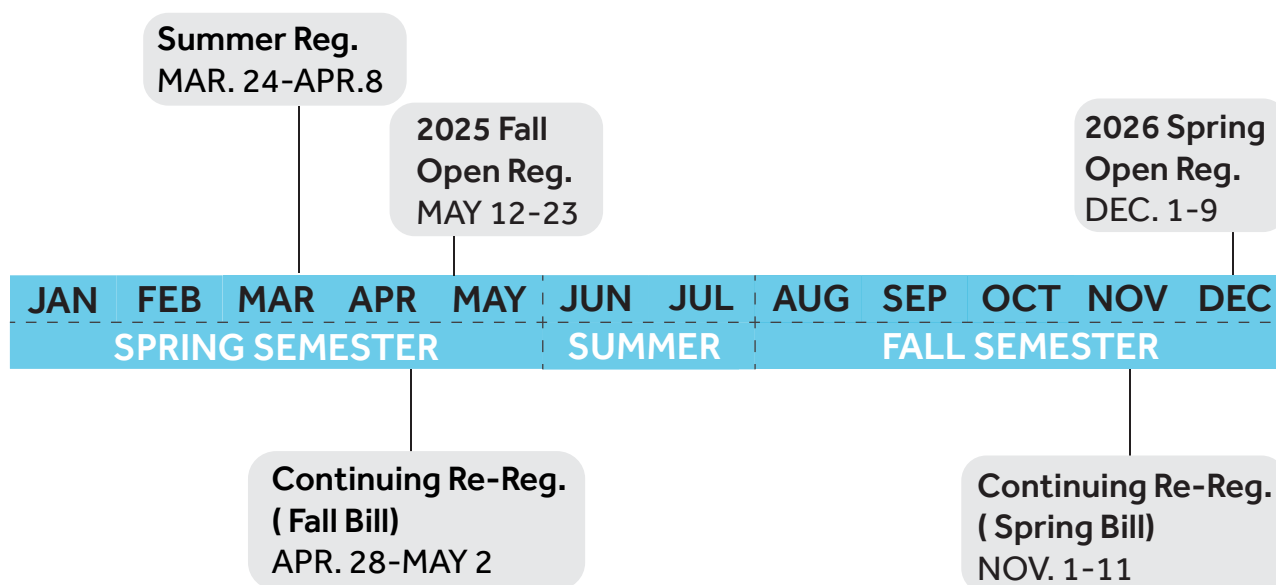 Summer Reg.
MAR. 24-APR.8
2025 Fall
Open Reg.
MAY 12-23
2026 Spring
Open Reg.
DEC. 1-9
JAN FEB MAR APR MAY JUN JUL AUG SEP OCT NOV DEC
SPRING SEMESTER SUMMER FALL SEMESTER
Continuing Re-Reg.
( Fall Bill)
APR. 28-MAY 2
Continuing Re-Reg.
( Spring Bill)
NOV. 1-11